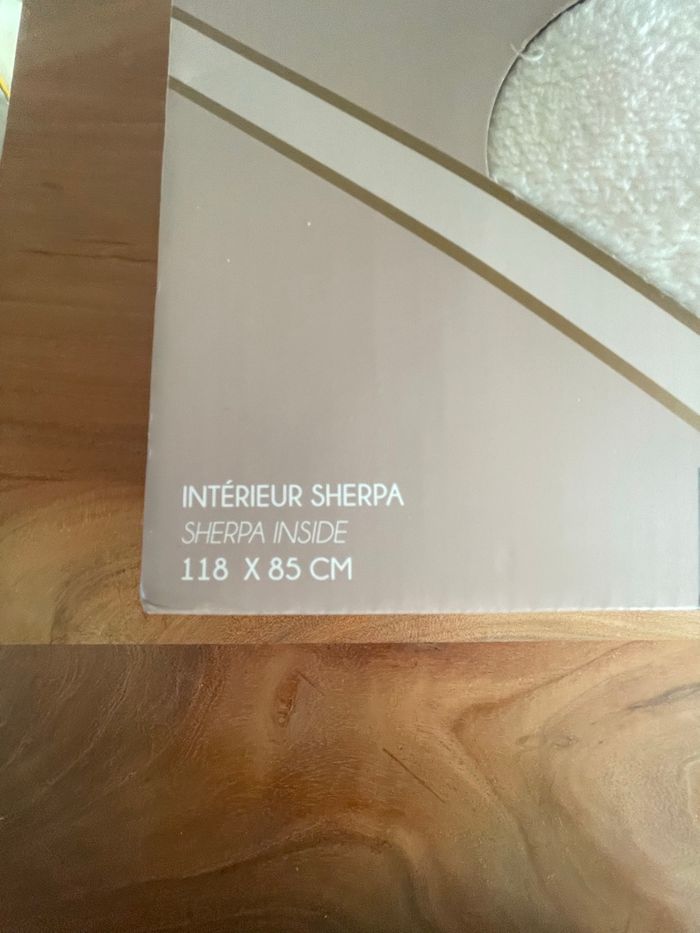 INTÉRIEUR SHERPA
SHERPA INSIDE
118 X 85 CM